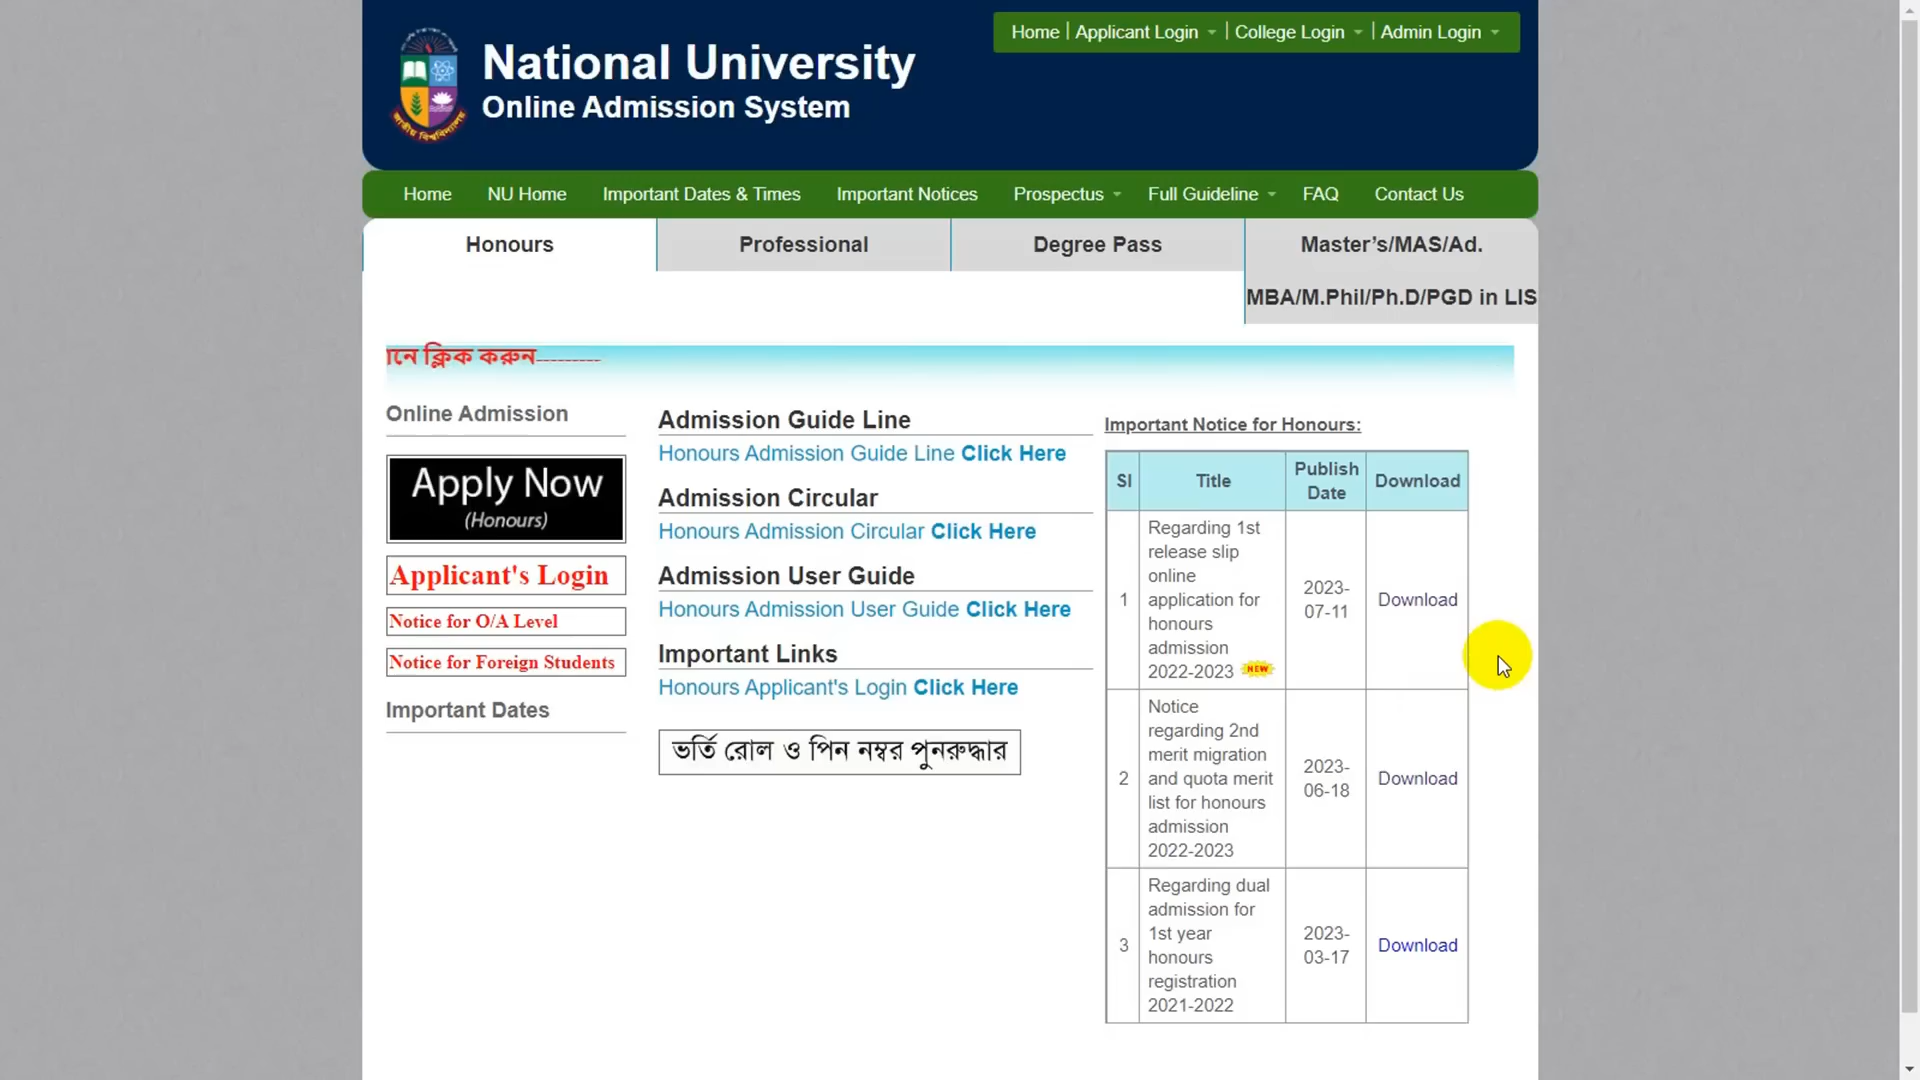 Home | Applicant Login | College Login | Admin Login
National University
Online Admission System
জাতীয় বিশ্ববিদ্যালয়
Home NU Home Important Dates & Times Important Notices Prospectus Full Guideline FAQ Contact Us
Honours Professional Degree Pass Master’s/MAS/Ad.
MBA/M.Phil/Ph.D/PGD in LIS
ানে ক্লিক করুন---------
Online Admission
Apply Now
(Honours)
Applicant's Login
Notice for O/A Level
Notice for Foreign Students
Important Dates
Admission Guide Line
Honours Admission Guide Line Click Here
Admission Circular
Honours Admission Circular Click Here
Admission User Guide
Honours Admission User Guide Click Here
Important Links
Honours Applicant's Login Click Here
ভর্তি রোল ও পিন নম্বর পুনরুদ্ধার
Important Notice for Honours:
Sl Title Publish Date Download
1
Regarding 1st
release slip
online
application for
honours
admission
2022-2023 NEW
2023-
07-11
Download
2
Notice
regarding 2nd
merit migration
and quota merit
list for honours
admission
2022-2023
2023-
06-18
Download
3
Regarding dual
admission for
1st year
honours
registration
2021-2022
2023-
03-17
Download